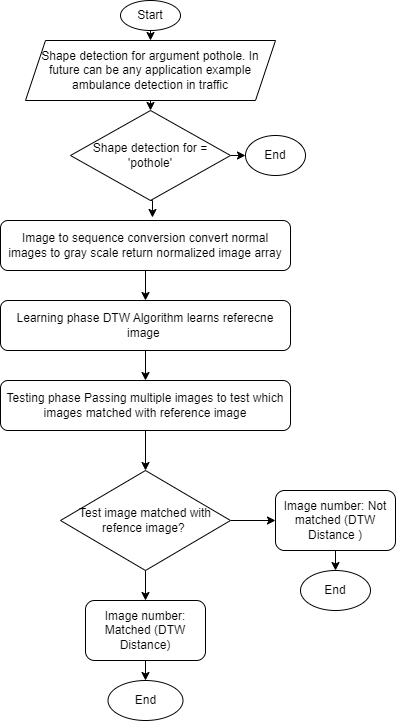 Start
Shape detection for argument pothole. In
future can be any application example
ambulance detection in traffic
Shape detection for =
'pothole'
End
Image to sequence conversion convert normal
images to gray scale return normalized image array
Learning phase DTW Algorithm learns referecne
image
Testing phase Passing multiple images to test which
images matched with reference image
Test image matched with
refence image?
Image number: Not
matched (DTW
Distance )
End
Image number:
Matched (DTW
Distance)
End